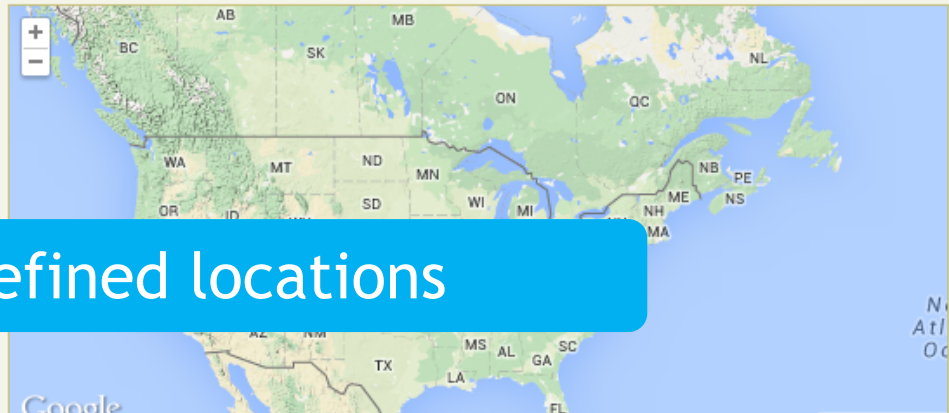 AB
MB
+
BC
SK
NL
−
ON
QC
WA
MT
ND
MN
NB
PE
ME
NS
OR
ID
SD
WI
MI
NH
MA
efined locations
AZ
NM
MS
AL
GA
SC
TX
LA
FL
Google